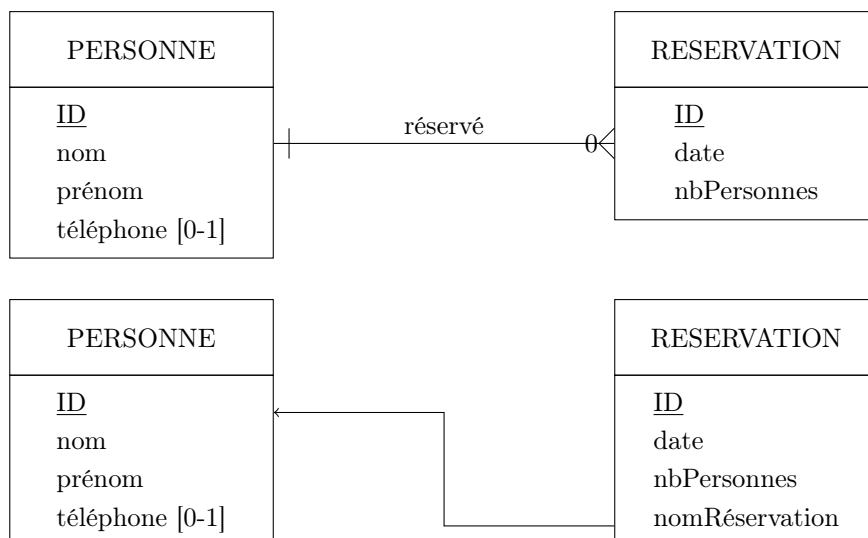 PERSONNE
ID
nom
prénom
téléphone [0-1]
réservé
0
RESERVATION
ID
date
nbPersonnes
PERSONNE
ID
nom
prénom
téléphone [0-1]
RESERVATION
ID
date
nbPersonnes
nomRéservation